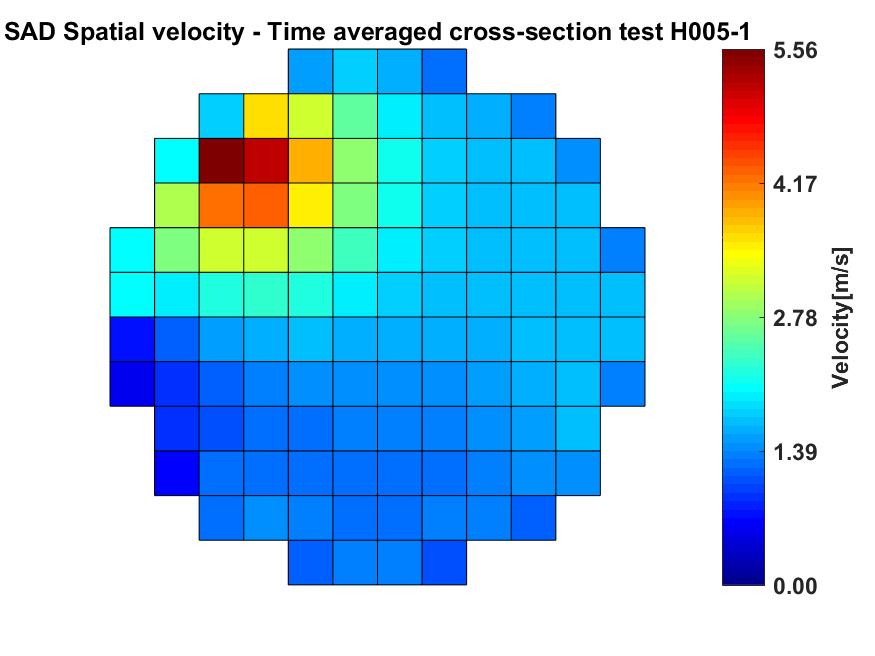 SAD Spatial velocity - Time averaged cross-section test H005-1
5.56
4.17
2.78
1.39
0.00
Velocity[m/s]